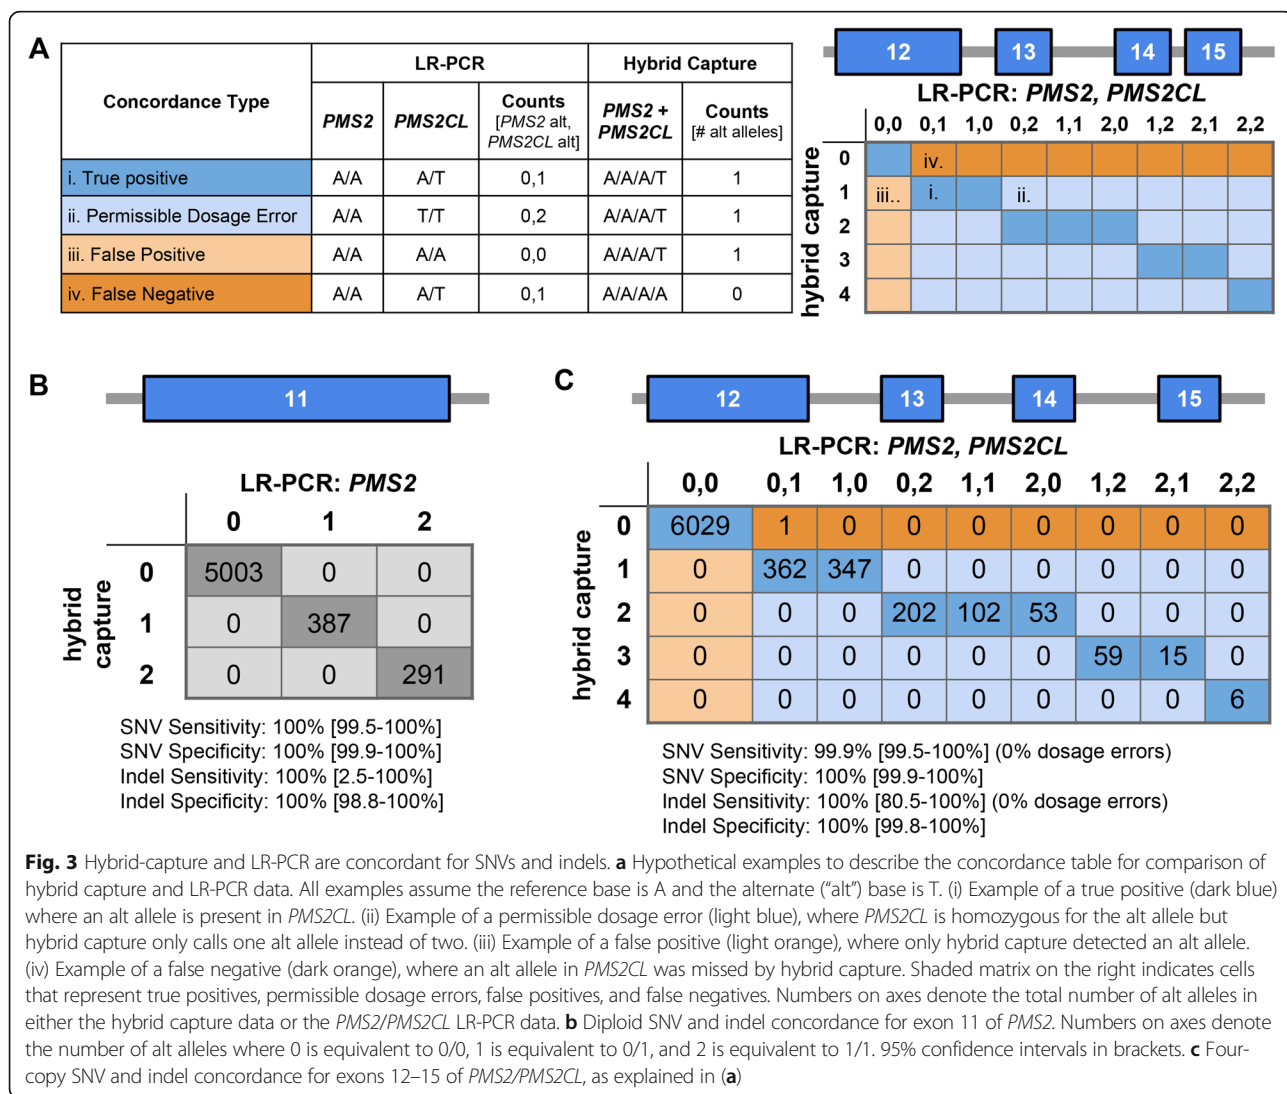 A
Concordance Type
LR-PCR
Hybrid Capture
PMS2
PMS2CL
Counts
[PMS2 alt,
PMS2CL alt]
PMS2 +
PMS2CL
Counts
[# alt alleles]
i. True positive A/A A/T 0,1 A/A/A/T 1
ii. Permissible Dosage Error A/A T/T 0,2 A/A/A/T 1
iii. False Positive A/A A/A 0,0 A/A/A/T 1
iv. False Negative A/A A/T 0,1 A/A/A/A 0
12 13 14 15
LR-PCR: PMS2, PMS2CL
0,0 0,1 1,0 0,2 1,1 2,0 1,2 2,1 2,2
hybrid capture
0 iv.
1 iii.. i. ii.
2
3
4
B
11
LR-PCR: PMS2
0 1 2
hybrid
capture
0 5003 0 0
1 0 387 0
2 0 0 291
SNV Sensitivity: 100% [99.5-100%]
SNV Specificity: 100% [99.9-100%]
Indel Sensitivity: 100% [2.5-100%]
Indel Specificity: 100% [98.8-100%]
C
12 13 14 15
LR-PCR: PMS2, PMS2CL
0,0 0,1 1,0 0,2 1,1 2,0 1,2 2,1 2,2
hybrid capture
0 6029 1 0 0 0 0 0 0 0
1 0 362 347 0 0 0 0 0 0
2 0 0 0 202 102 53 0 0 0
3 0 0 0 0 0 0 59 15 0
4 0 0 0 0 0 0 0 0 6
SNV Sensitivity: 99.9% [99.5-100%] (0% dosage errors)
SNV Specificity: 100% [99.9-100%]
Indel Sensitivity: 100% [80.5-100%] (0% dosage errors)
Indel Specificity: 100% [99.8-100%]
Fig. 3 Hybrid-capture and LR-PCR are concordant for SNVs and indels. a Hypothetical examples to describe the concordance table for comparison of
hybrid capture and LR-PCR data. All examples assume the reference base is A and the alternate (“alt”) base is T. (i) Example of a true positive (dark blue)
where an alt allele is present in PMS2CL. (ii) Example of a permissible dosage error (light blue), where PMS2CL is homozygous for the alt allele but
hybrid capture only calls one alt allele instead of two. (iii) Example of a false positive (light orange), where only hybrid capture detected an alt allele.
(iv) Example of a false negative (dark orange), where an alt allele in PMS2CL was missed by hybrid capture. Shaded matrix on the right indicates cells
that represent true positives, permissible dosage errors, false positives, and false negatives. Numbers on axes denote the total number of alt alleles in
either the hybrid capture data or the PMS2/PMS2CL LR-PCR data. b Diploid SNV and indel concordance for exon 11 of PMS2. Numbers on axes denote
the number of alt alleles where 0 is equivalent to 0/0, 1 is equivalent to 0/1, and 2 is equivalent to 1/1. 95% confidence intervals in brackets. c Four-
copy SNV and indel concordance for exons 12–15 of PMS2/PMS2CL, as explained in (a)